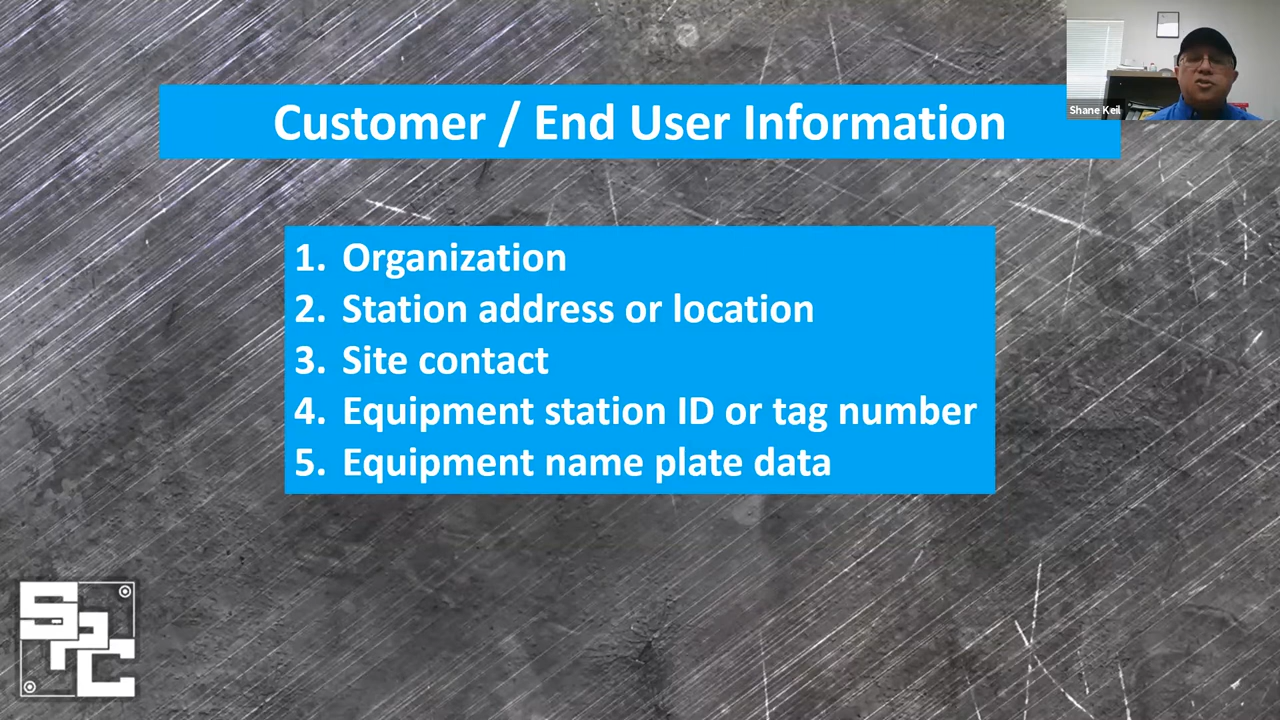 Customer / End User Information
Shane Keil
1. Organization
2. Station address or location
3. Site contact
4. Equipment station ID or tag number
5. Equipment name plate data
SPC